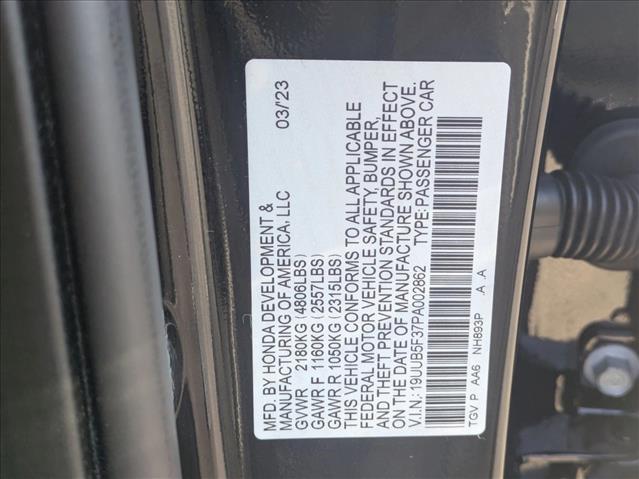 MFD. BY HONDA DEVELOPMENT &
MANUFACTURING OF AMERICA, LLC 03/'23
GVWR 2180KG (4806LBS)
GAWR F 1160KG (2557LBS)
GAWR R 1050KG (2315LBS)
THIS VEHICLE CONFORMS TO ALL APPLICABLE
FEDERAL MOTOR VEHICLE SAFETY, BUMPER,
AND THEFT PREVENTION STANDARDS IN EFFECT
ON THE DATE OF MANUFACTURE SHOWN ABOVE.
V.I.N.: 19UUB5F37PA002862 TYPE:PASSENGER CAR
TGV P AA6 NH893P A A